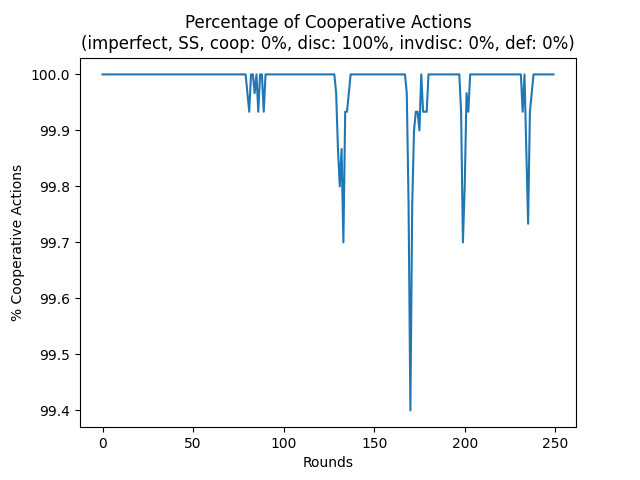 Percentage of Cooperative Actions
(imperfect, SS, coop: 0%, disc: 100%, invdisc: 0%, def: 0%)
100.0
99.9
99.8
99.7
99.6
99.5
99.4
% Cooperative Actions
0 50 100 150 200 250
Rounds